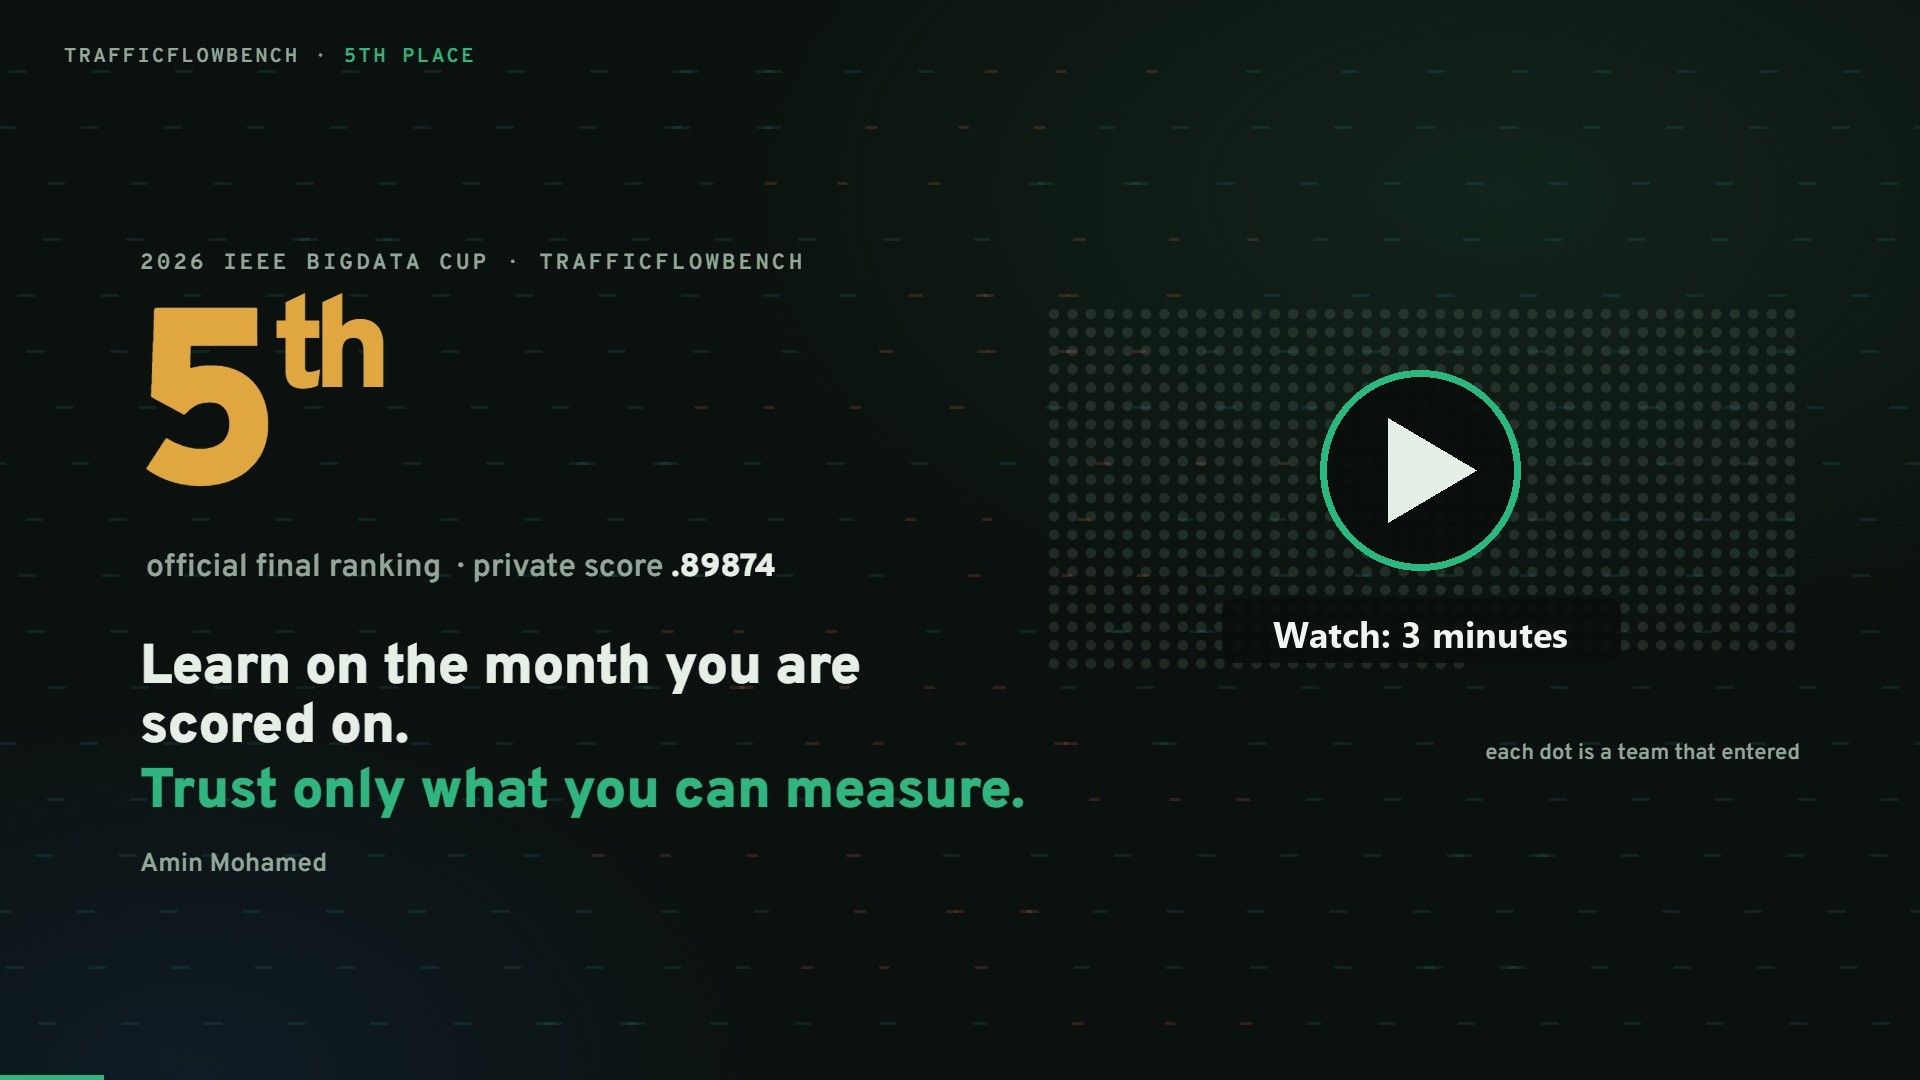 TRAFFICFLOWBENCH · 5TH PLACE
2026 IEEE BIGDATA CUP · TRAFFICFLOWBENCH
5th
official final ranking · private score .89874
Learn on the month you are
scored on.
Trust only what you can measure.
Amin Mohamed
Watch: 3 minutes
each dot is a team that entered